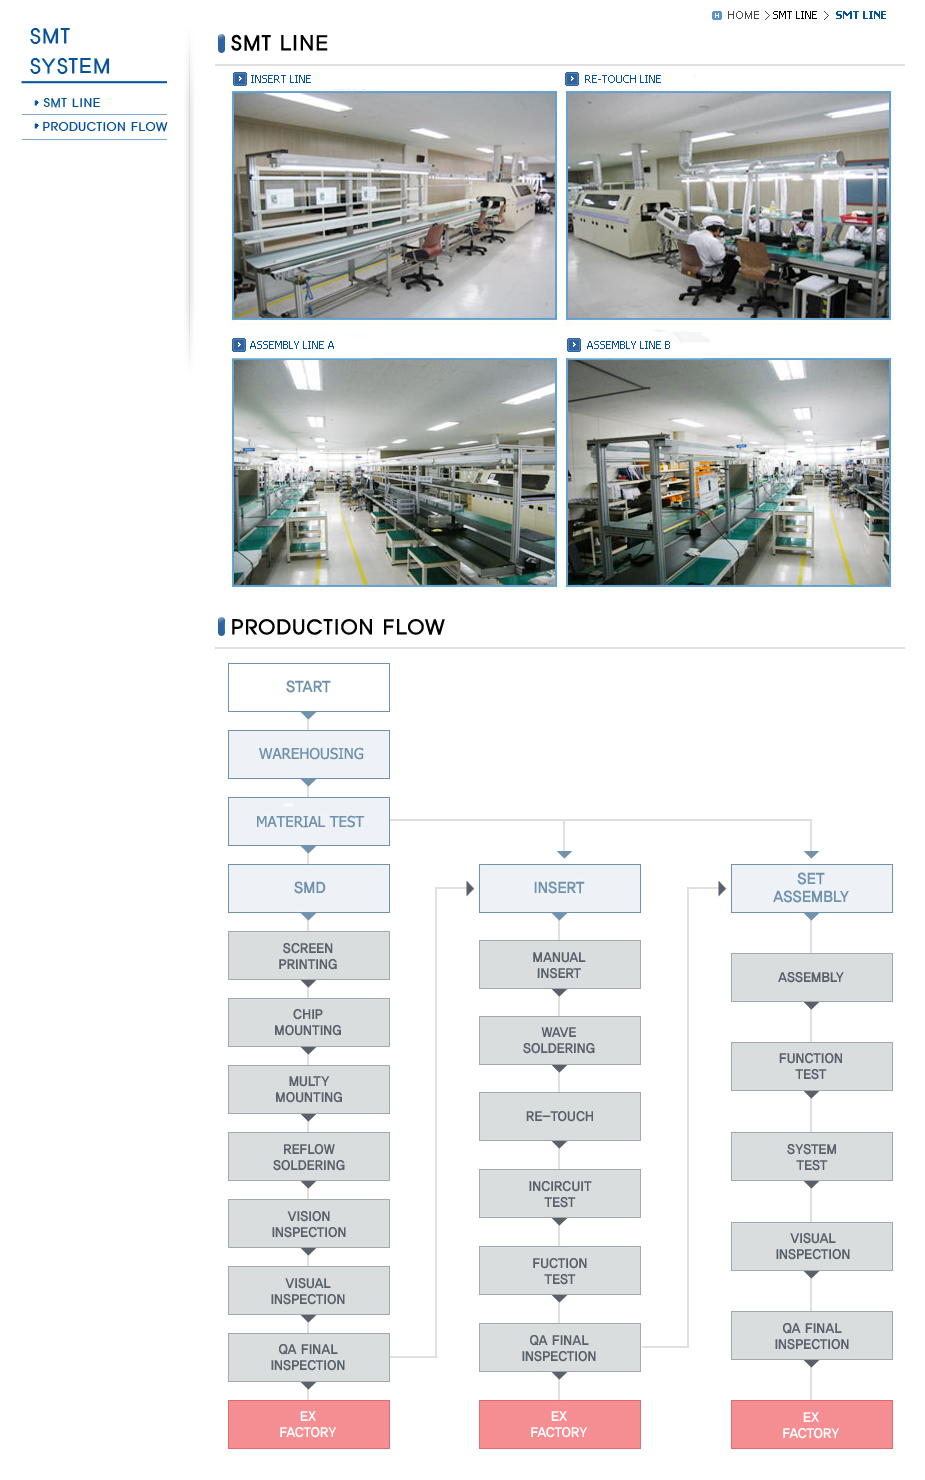 HOME > SMT LINE > SMT LINE
SMT
SYSTEM
SMT LINE
PRODUCTION FLOW
SMT LINE
INSERT LINE
RE-TOUCH LINE
ASSEMBLY LINE A
ASSEMBLY LINE B
PRODUCTION FLOW
START
WAREHOUSING
MATERIAL TEST
SMD
SCREEN
PRINTING
CHIP
MOUNTING
MULTY
MOUNTING
REFLOW
SOLDERING
VISION
INSPECTION
VISUAL
INSPECTION
QA FINAL
INSPECTION
EX
FACTORY
INSERT
MANUAL
INSERT
WAVE
SOLDERING
RE-TOUCH
INCIRCUIT
TEST
FUCTION
TEST
QA FINAL
INSPECTION
EX
FACTORY
SET
ASSEMBLY
ASSEMBLY
FUNCTION
TEST
SYSTEM
TEST
VISUAL
INSPECTION
QA FINAL
INSPECTION
EX
FACTORY